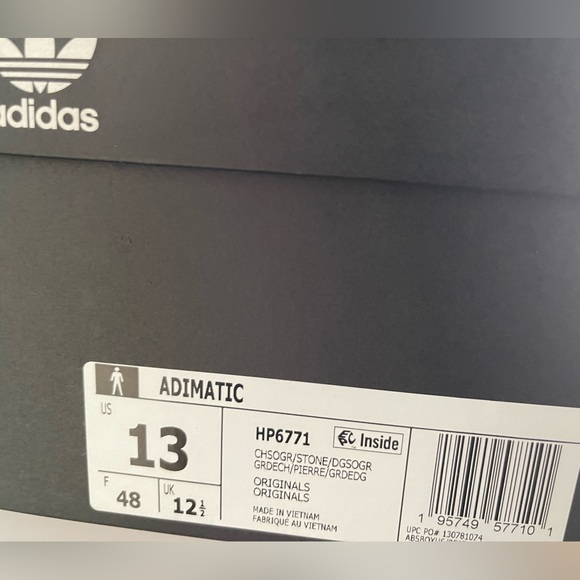 adidas
ADIMATIC
US
13
F
48
UK
12½
HP6771
Inside
CHSOGR/STONE/DGSOGR
GRDECH/PIERRE/GRDEDG
ORIGINALS
ORIGINALS
MADE IN VIETNAM
FABRIQUÉ AU VIETNAM
1 95749 57710 1
UPC PO# 130781074